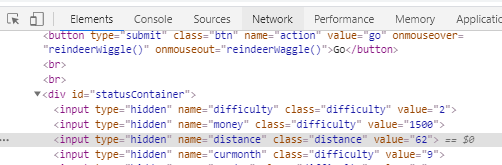 Elements Console Sources Network Performance Memory Application
<button type="submit" class="btn" name="action" value="go" onmouseover=
"reindeerWiggle()" onmouseout="reindeerWaggle()">Go</button>
<br>
<br>
▼<div id="statusContainer">
<input type="hidden" name="difficulty" class="difficulty" value="2">
<input type="hidden" name="money" class="difficulty" value="1500">
… <input type="hidden" name="distance" class="distance" value="62"> == $0
<input type="hidden" name="curmonth" class="difficulty" value="9">